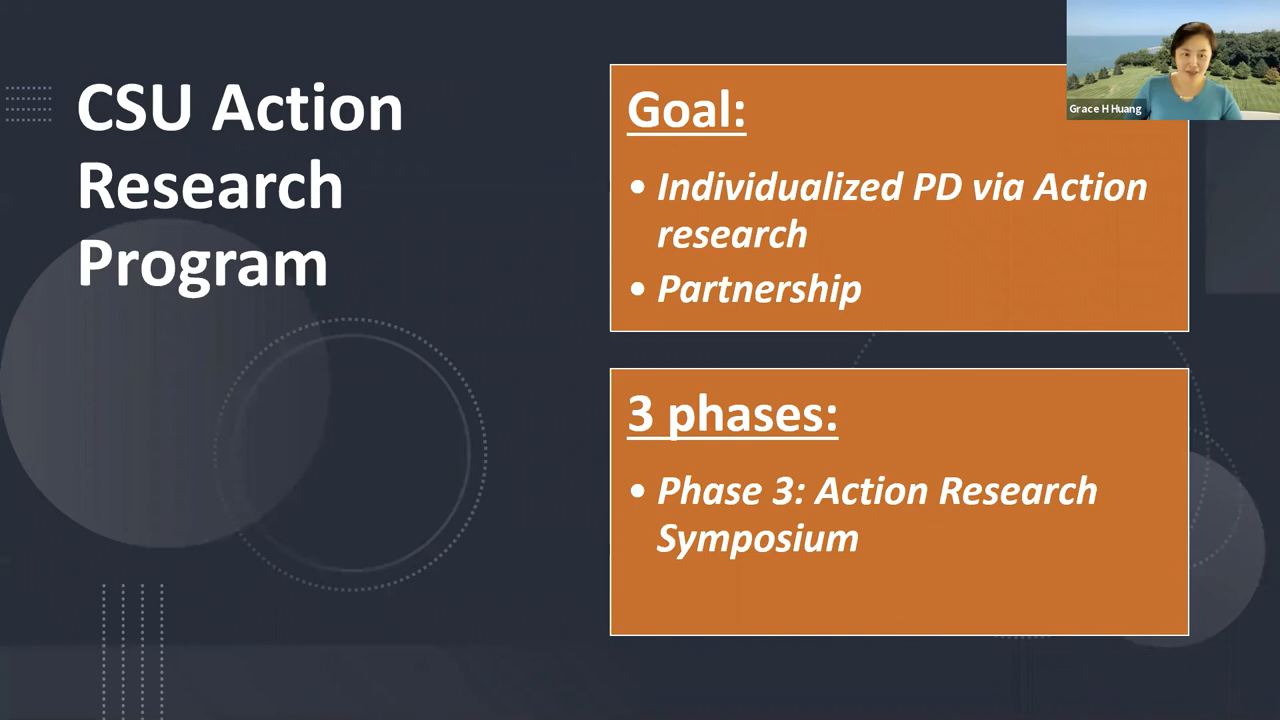 CSU Action
Research
Program
Goal:
• Individualized PD via Action
research
• Partnership
3 phases:
• Phase 3: Action Research
Symposium
Grace H Huang